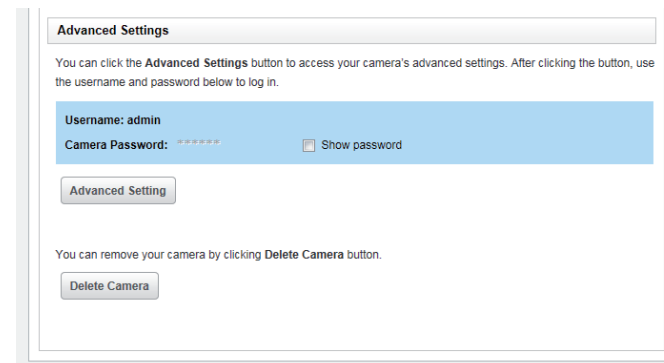 Advanced Settings
You can click the Advanced Settings button to access your camera's advanced settings. After clicking the button, use
the username and password below to log in.
Username: admin
Camera Password: ******
Show password
Advanced Setting
You can remove your camera by clicking Delete Camera button.
Delete Camera